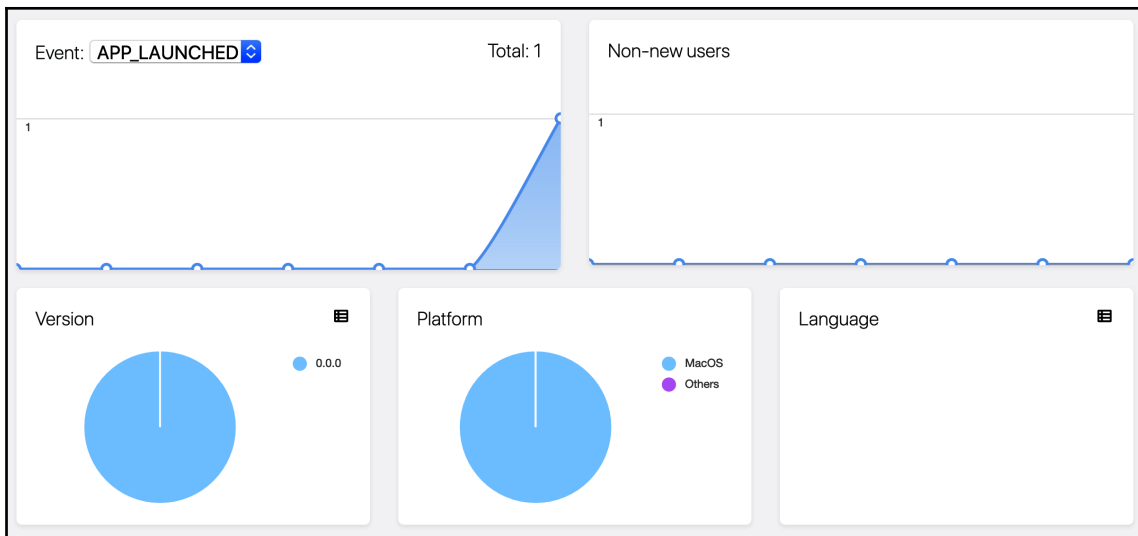 Event: APP_LAUNCHED Total: 1
1
Non-new users
1
Version
0.0.0
Platform
MacOS
Others
Language